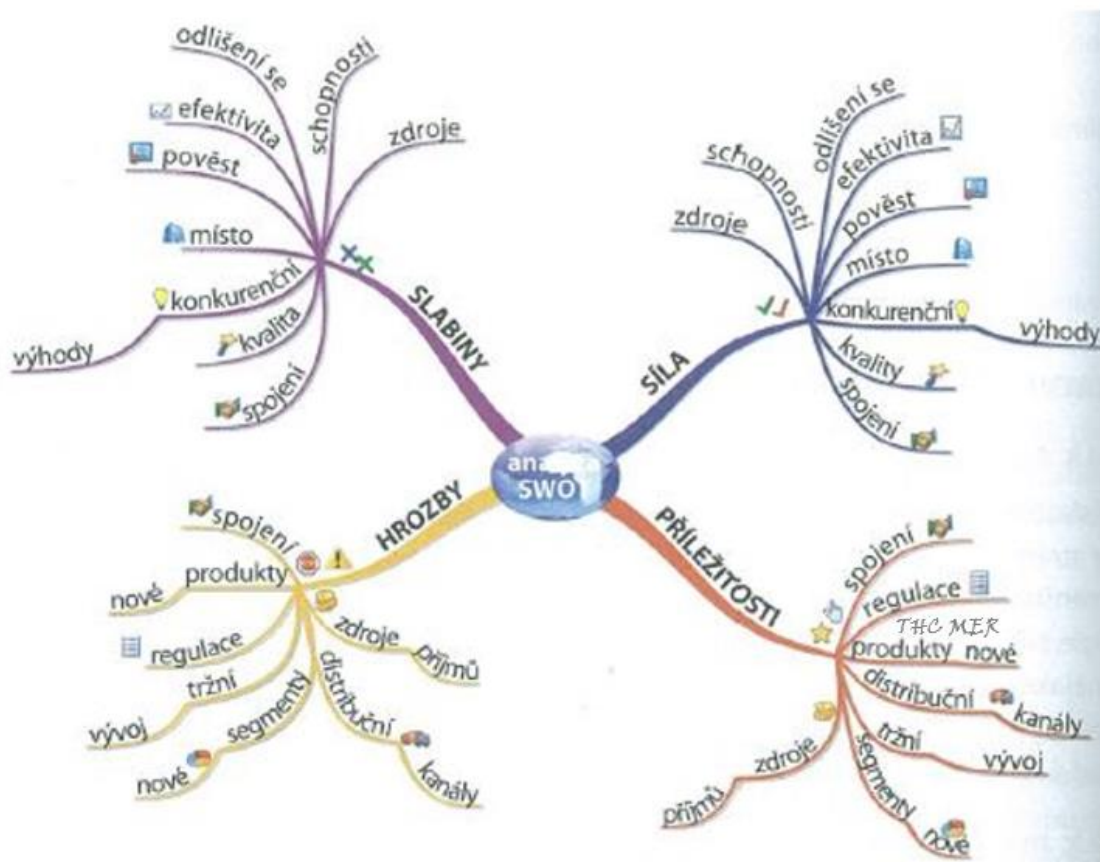 analýza
SWOT
SLABINY
odlišení se
schopnosti
efektivita
zdroje
pověst
místo
konkurenční
výhody
kvalita
spojení
SÍLA
odlišení se
schopnosti
efektivita
zdroje
pověst
místo
konkurenční
výhody
kvality
spojení
HROZBY
spojení
produkty
nové
regulace
tržní
vývoj
segmenty
nové
zdroje
příjmů
distribuční
kanály
PŘÍLEŽITOSTI
spojení
regulace
THC MER
produkty nové
distribuční
kanály
tržní
vývoj
segmenty
nové
zdroje
příjmů